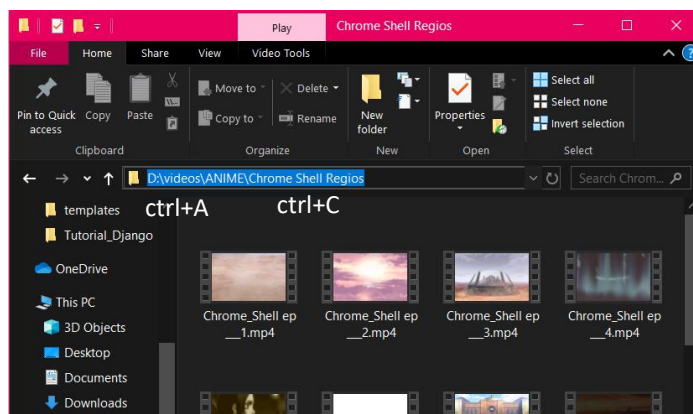 Play
Chrome Shell Regios
File
Home
Share
View
Video Tools
?
Pin to Quick
access
Copy
Paste
Move to
Copy to
Delete
Rename
New
folder
Properties
Select all
Select none
Invert selection
Clipboard
Organize
New
Open
Select
D:\videos\ANIME\Chrome Shell Regios
Search Chrom...
ctrl+A
ctrl+C
templates
Tutorial_Django
OneDrive
This PC
3D Objects
Desktop
Documents
Downloads
Chrome_Shell ep
__1.mp4
Chrome_Shell ep
__2.mp4
Chrome_Shell ep
__3.mp4
Chrome_Shell ep
__4.mp4